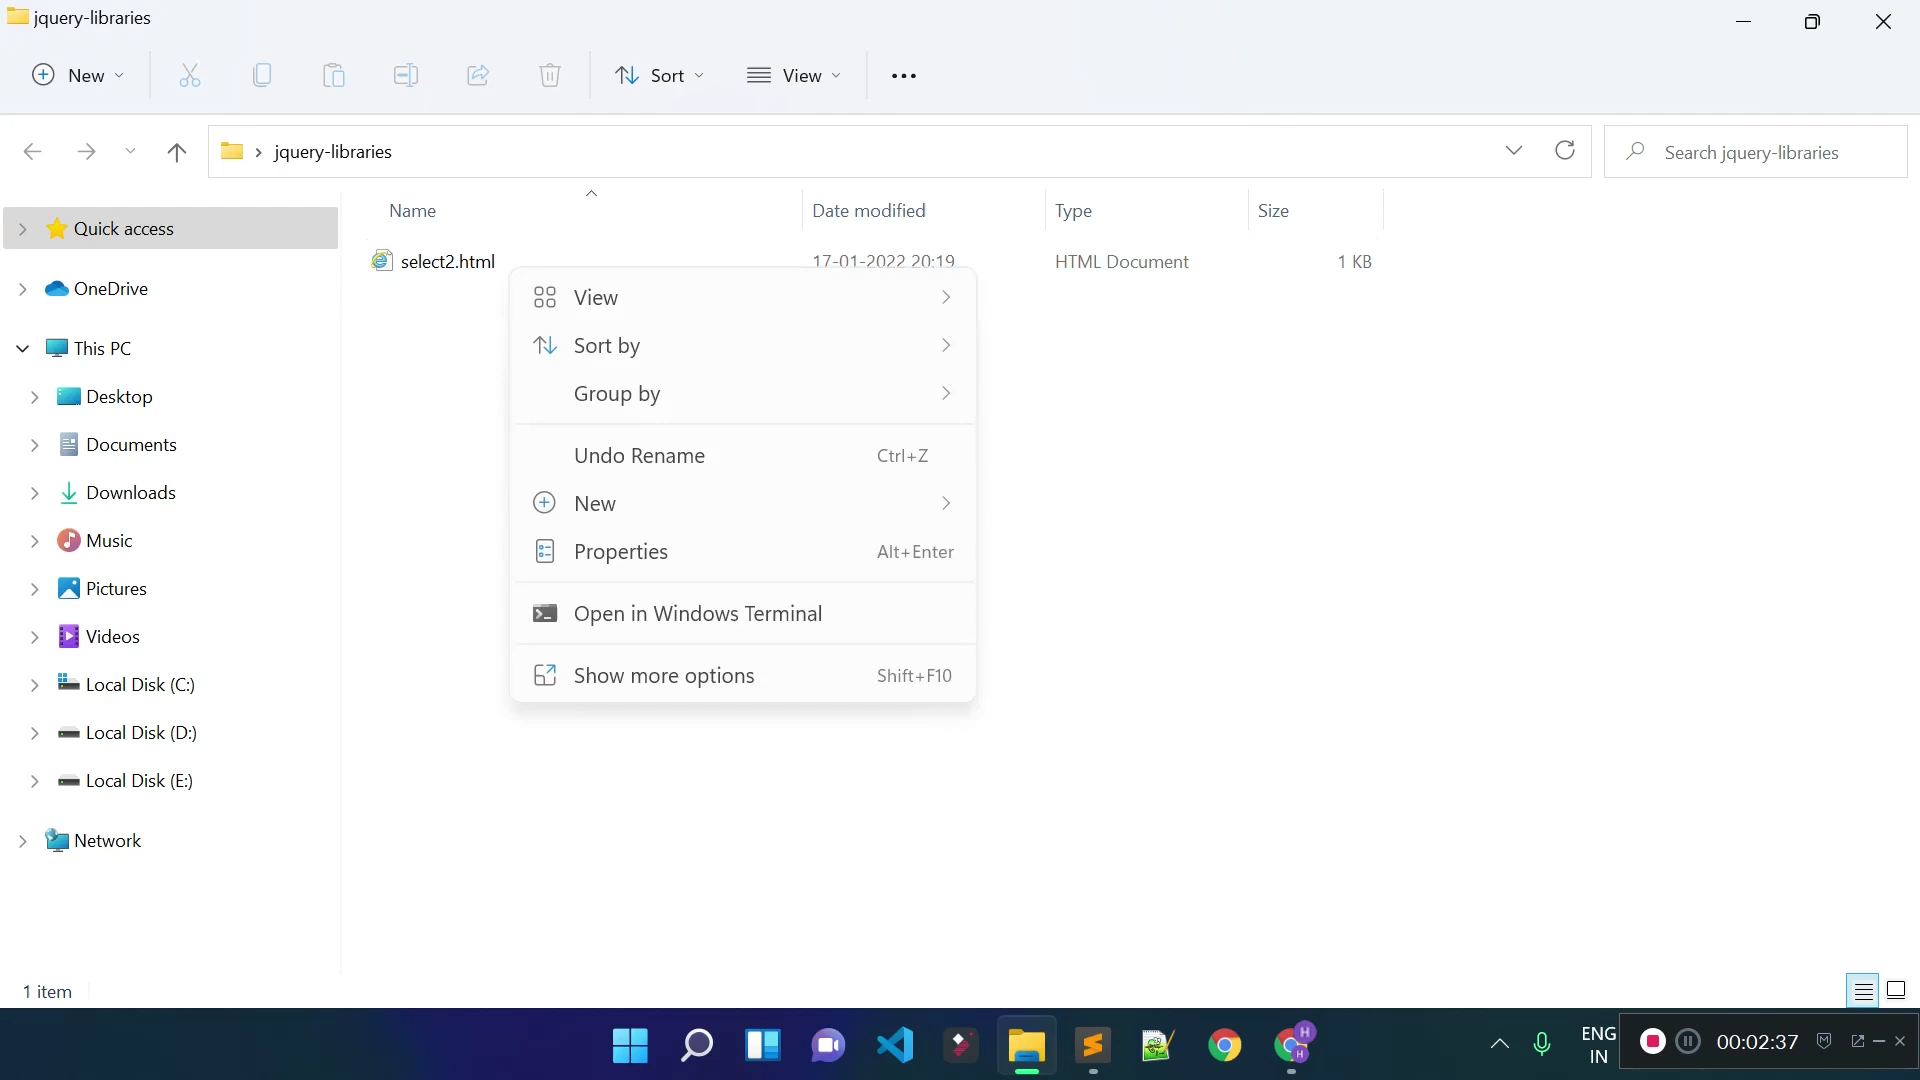 jquery-libraries
New
Sort
View
jquery-libraries
Search jquery-libraries
Name
Date modified
Type
Size
Quick access
select2.html
17-01-2022 20:19
HTML Document
1 KB
OneDrive
This PC
Desktop
Documents
Downloads
Music
Pictures
Videos
Local Disk (C:)
Local Disk (D:)
Local Disk (E:)
Network
View
Sort by
Group by
Undo Rename Ctrl+Z
New
Properties Alt+Enter
Open in Windows Terminal
Show more options Shift+F10
1 item
H
H
ENG
IN
00:02:37